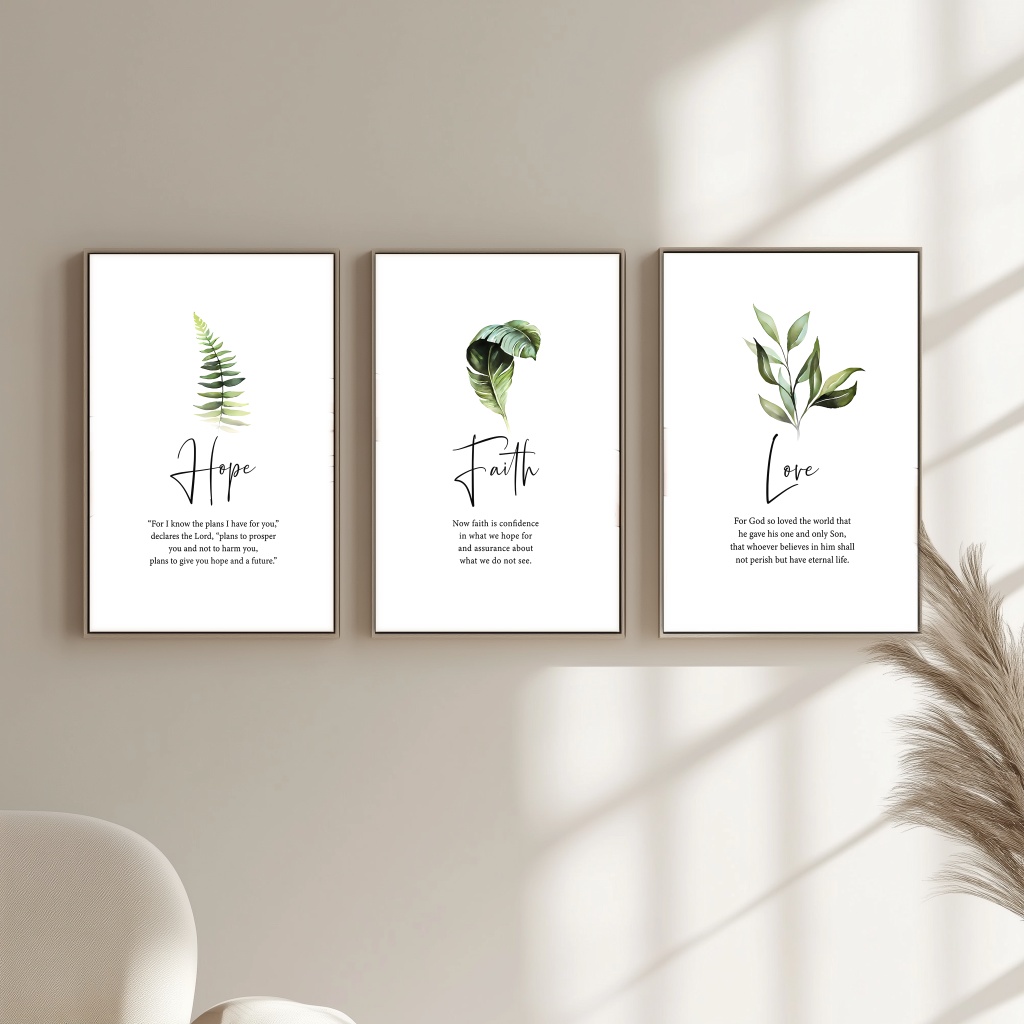 Hope
“For I know the plans I have for you,”
declares the Lord, “plans to prosper
you and not to harm you,
plans to give you hope and a future.”
Faith
Now faith is confidence
in what we hope for
and assurance about
what we do not see.
Love
For God so loved the world that
he gave his one and only Son,
that whoever believes in him shall
not perish but have eternal life.